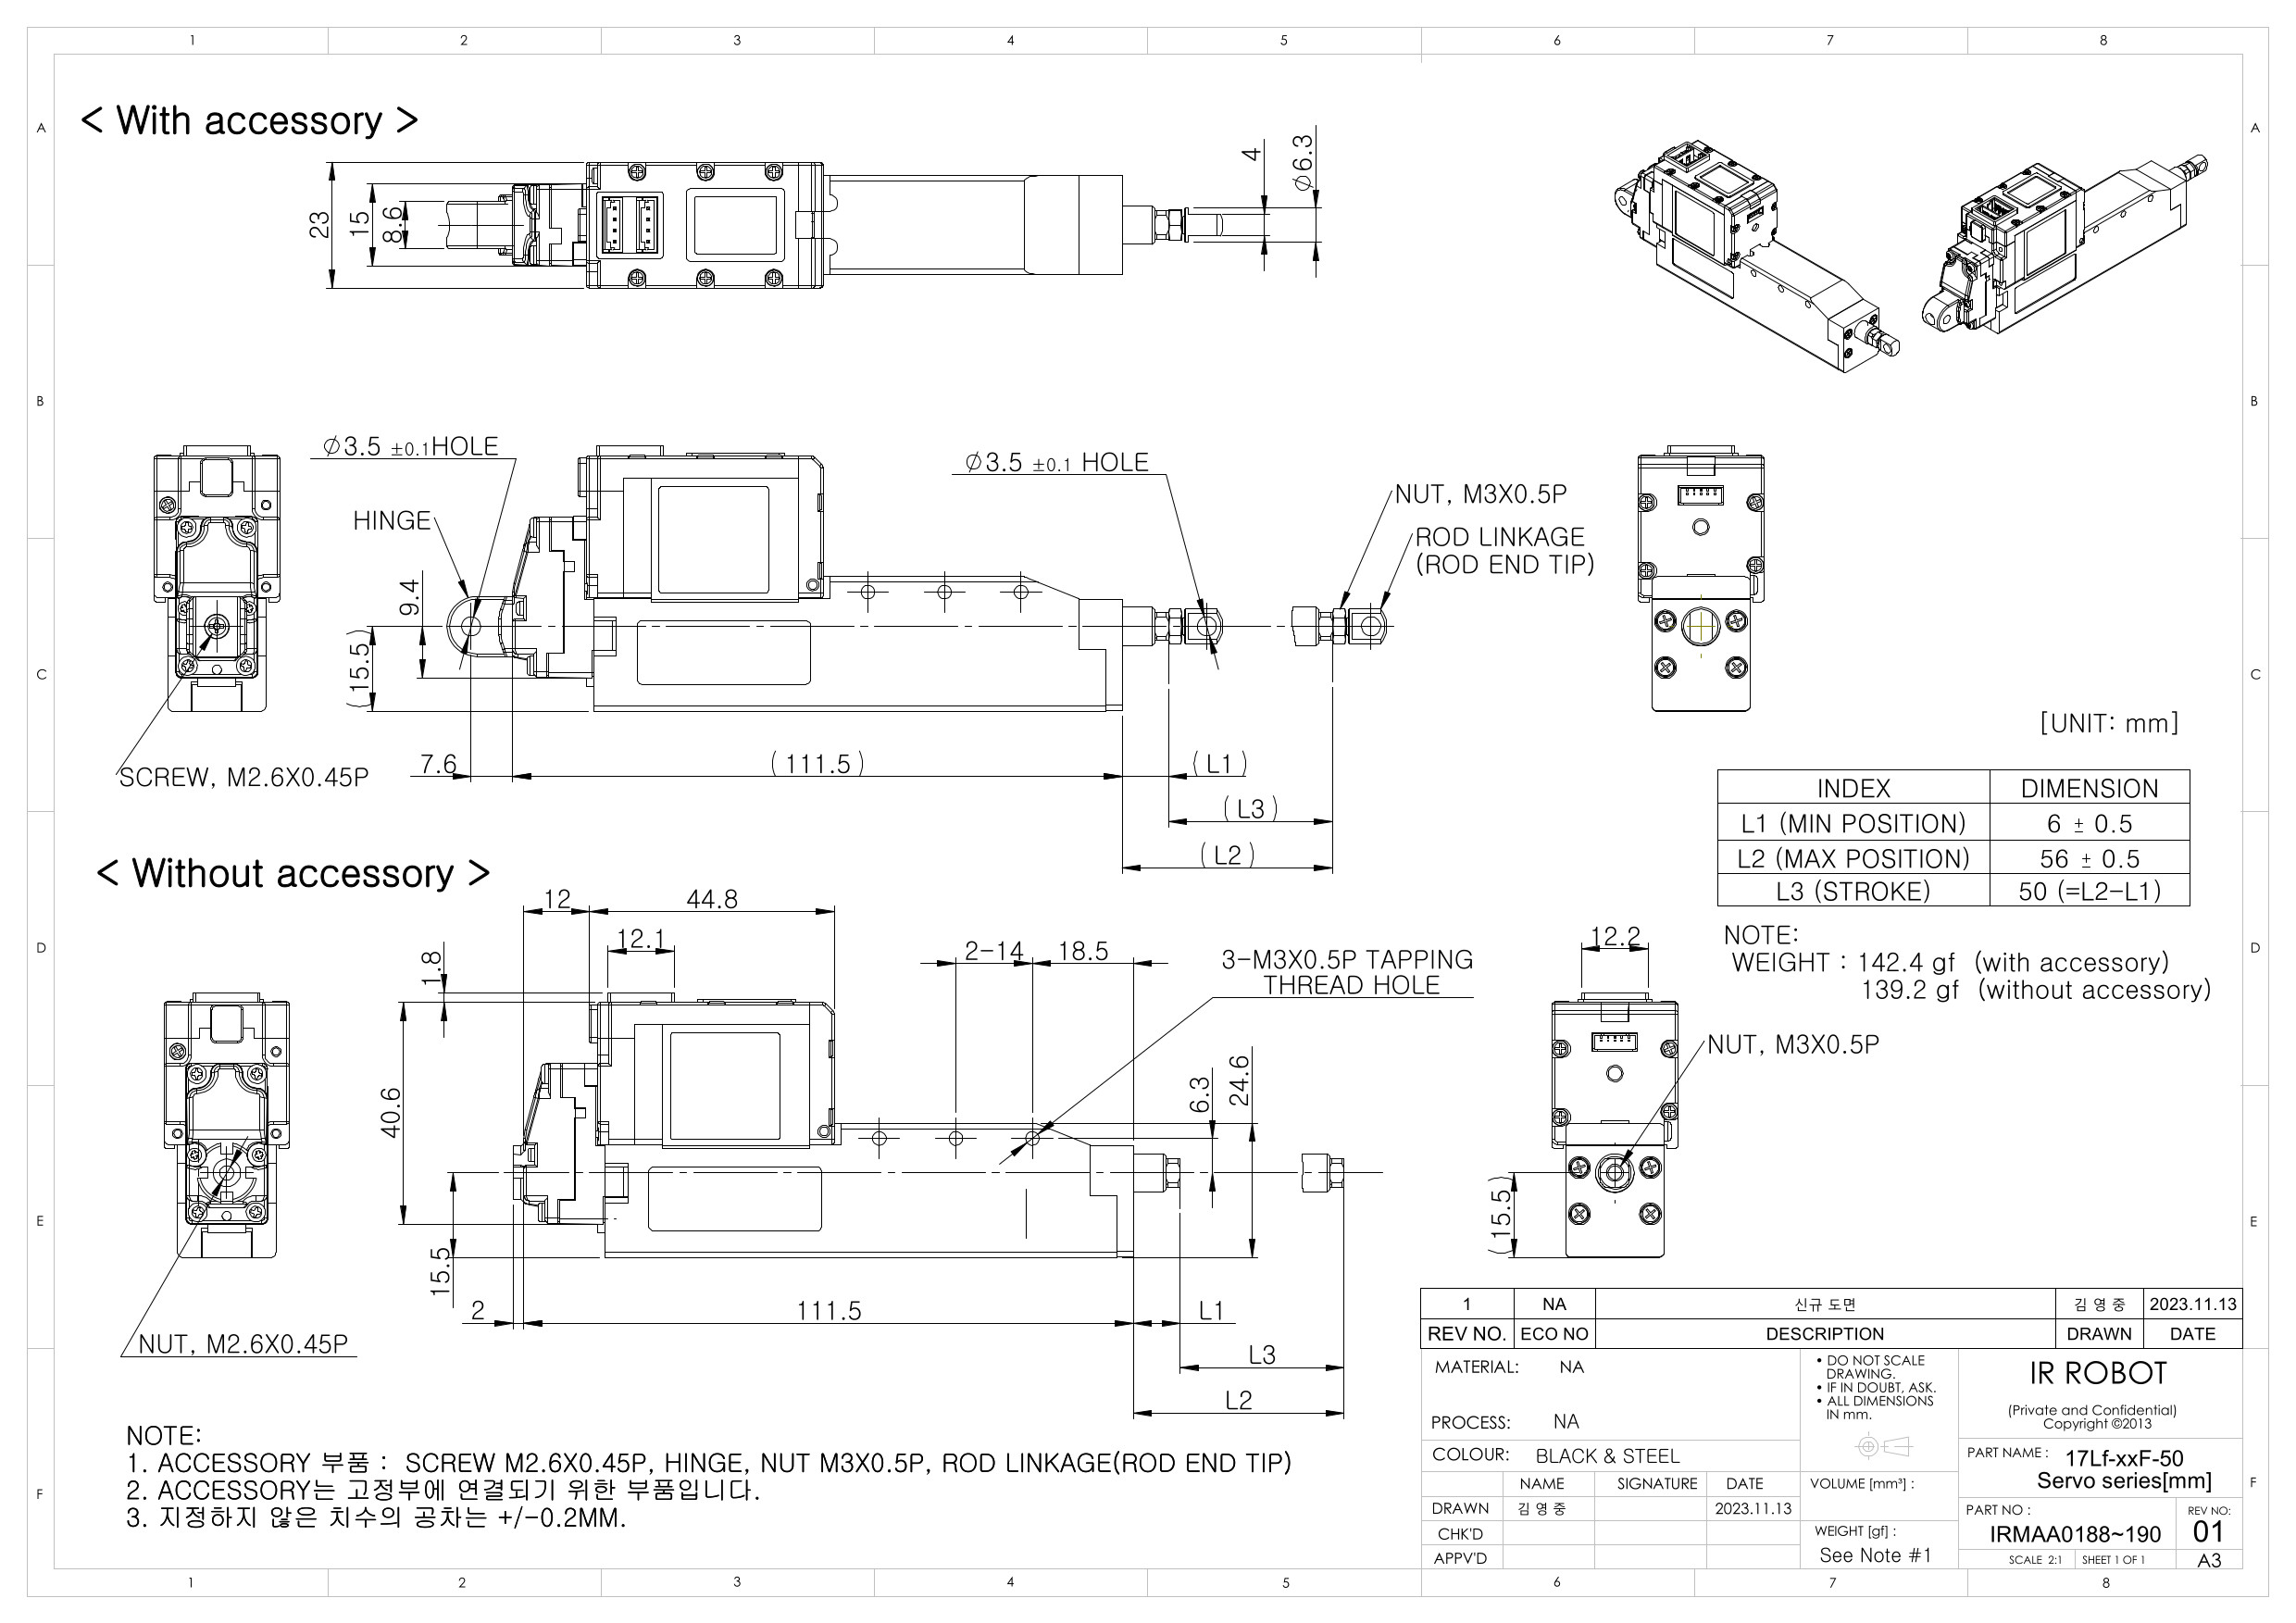 1 2 3 4 5 6 7 8
A A
B B
C C
D D
E E
F F
< With accessory >
23
15
8.6
4
Ø6.3
Ø3.5 ±0.1HOLE
HINGE
9.4
(15.5)
Ø3.5 ±0.1 HOLE
NUT, M3X0.5P
ROD LINKAGE
(ROD END TIP)
SCREW, M2.6X0.45P
7.6
(111.5)
(L1)
(L3)
(L2)
[UNIT: mm]
INDEX DIMENSION
L1 (MIN POSITION) 6 ± 0.5
L2 (MAX POSITION) 56 ± 0.5
L3 (STROKE) 50 (=L2-L1)
NOTE:
WEIGHT : 142.4 gf (with accessory)
139.2 gf (without accessory)
< Without accessory >
12
44.8
12.1
1.8
40.6
15.5
2-14
18.5
3-M3X0.5P TAPPING
THREAD HOLE
6.3
24.6
12.2
NUT, M3X0.5P
(15.5)
2
111.5
L1
L3
L2
NUT, M2.6X0.45P
NOTE:
1. ACCESSORY 부품 : SCREW M2.6X0.45P, HINGE, NUT M3X0.5P, ROD LINKAGE(ROD END TIP)
2. ACCESSORY는 고정부에 연결되기 위한 부품입니다.
3. 지정하지 않은 치수의 공차는 +/-0.2MM.
1 NA 신규 도면 김 영 중 2023.11.13
REV NO. ECO NO DESCRIPTION DRAWN DATE
MATERIAL: NA
PROCESS: NA
COLOUR: BLACK & STEEL
NAME SIGNATURE DATE
DRAWN 김 영 중 2023.11.13
CHK'D
APPV'D
• DO NOT SCALE
DRAWING.
• IF IN DOUBT, ASK.
• ALL DIMENSIONS
IN mm.
VOLUME [mm³] :
WEIGHT [gf] :
See Note #1
IR ROBOT
(Private and Confidential)
Copyright ©2013
PART NAME : 17Lf-xxF-50
Servo series[mm]
PART NO : REV NO:
IRMAA0188~190 01
SCALE 2:1 SHEET 1 OF 1 A3
1 2 3 4 5 6 7 8